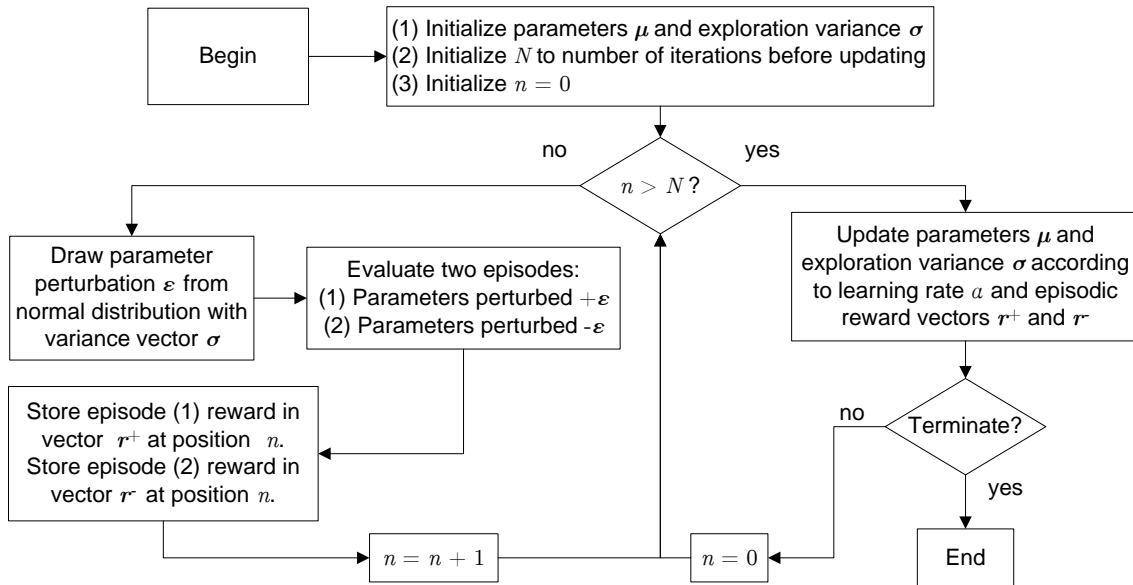 Begin
(1) Initialize parameters μ and exploration variance σ
(2) Initialize N to number of iterations before updating
(3) Initialize n = 0
no
yes
n > N ?
Draw parameter
perturbation ε from
normal distribution with
variance vector σ
Evaluate two episodes:
(1) Parameters perturbed +ε
(2) Parameters perturbed -ε
Update parameters μ and
exploration variance σ according
to learning rate a and episodic
reward vectors r⁺ and r⁻
Store episode (1) reward in
vector r⁺ at position n.
Store episode (2) reward in
vector r⁻ at position n.
no
Terminate?
yes
n = n + 1
n = 0
End